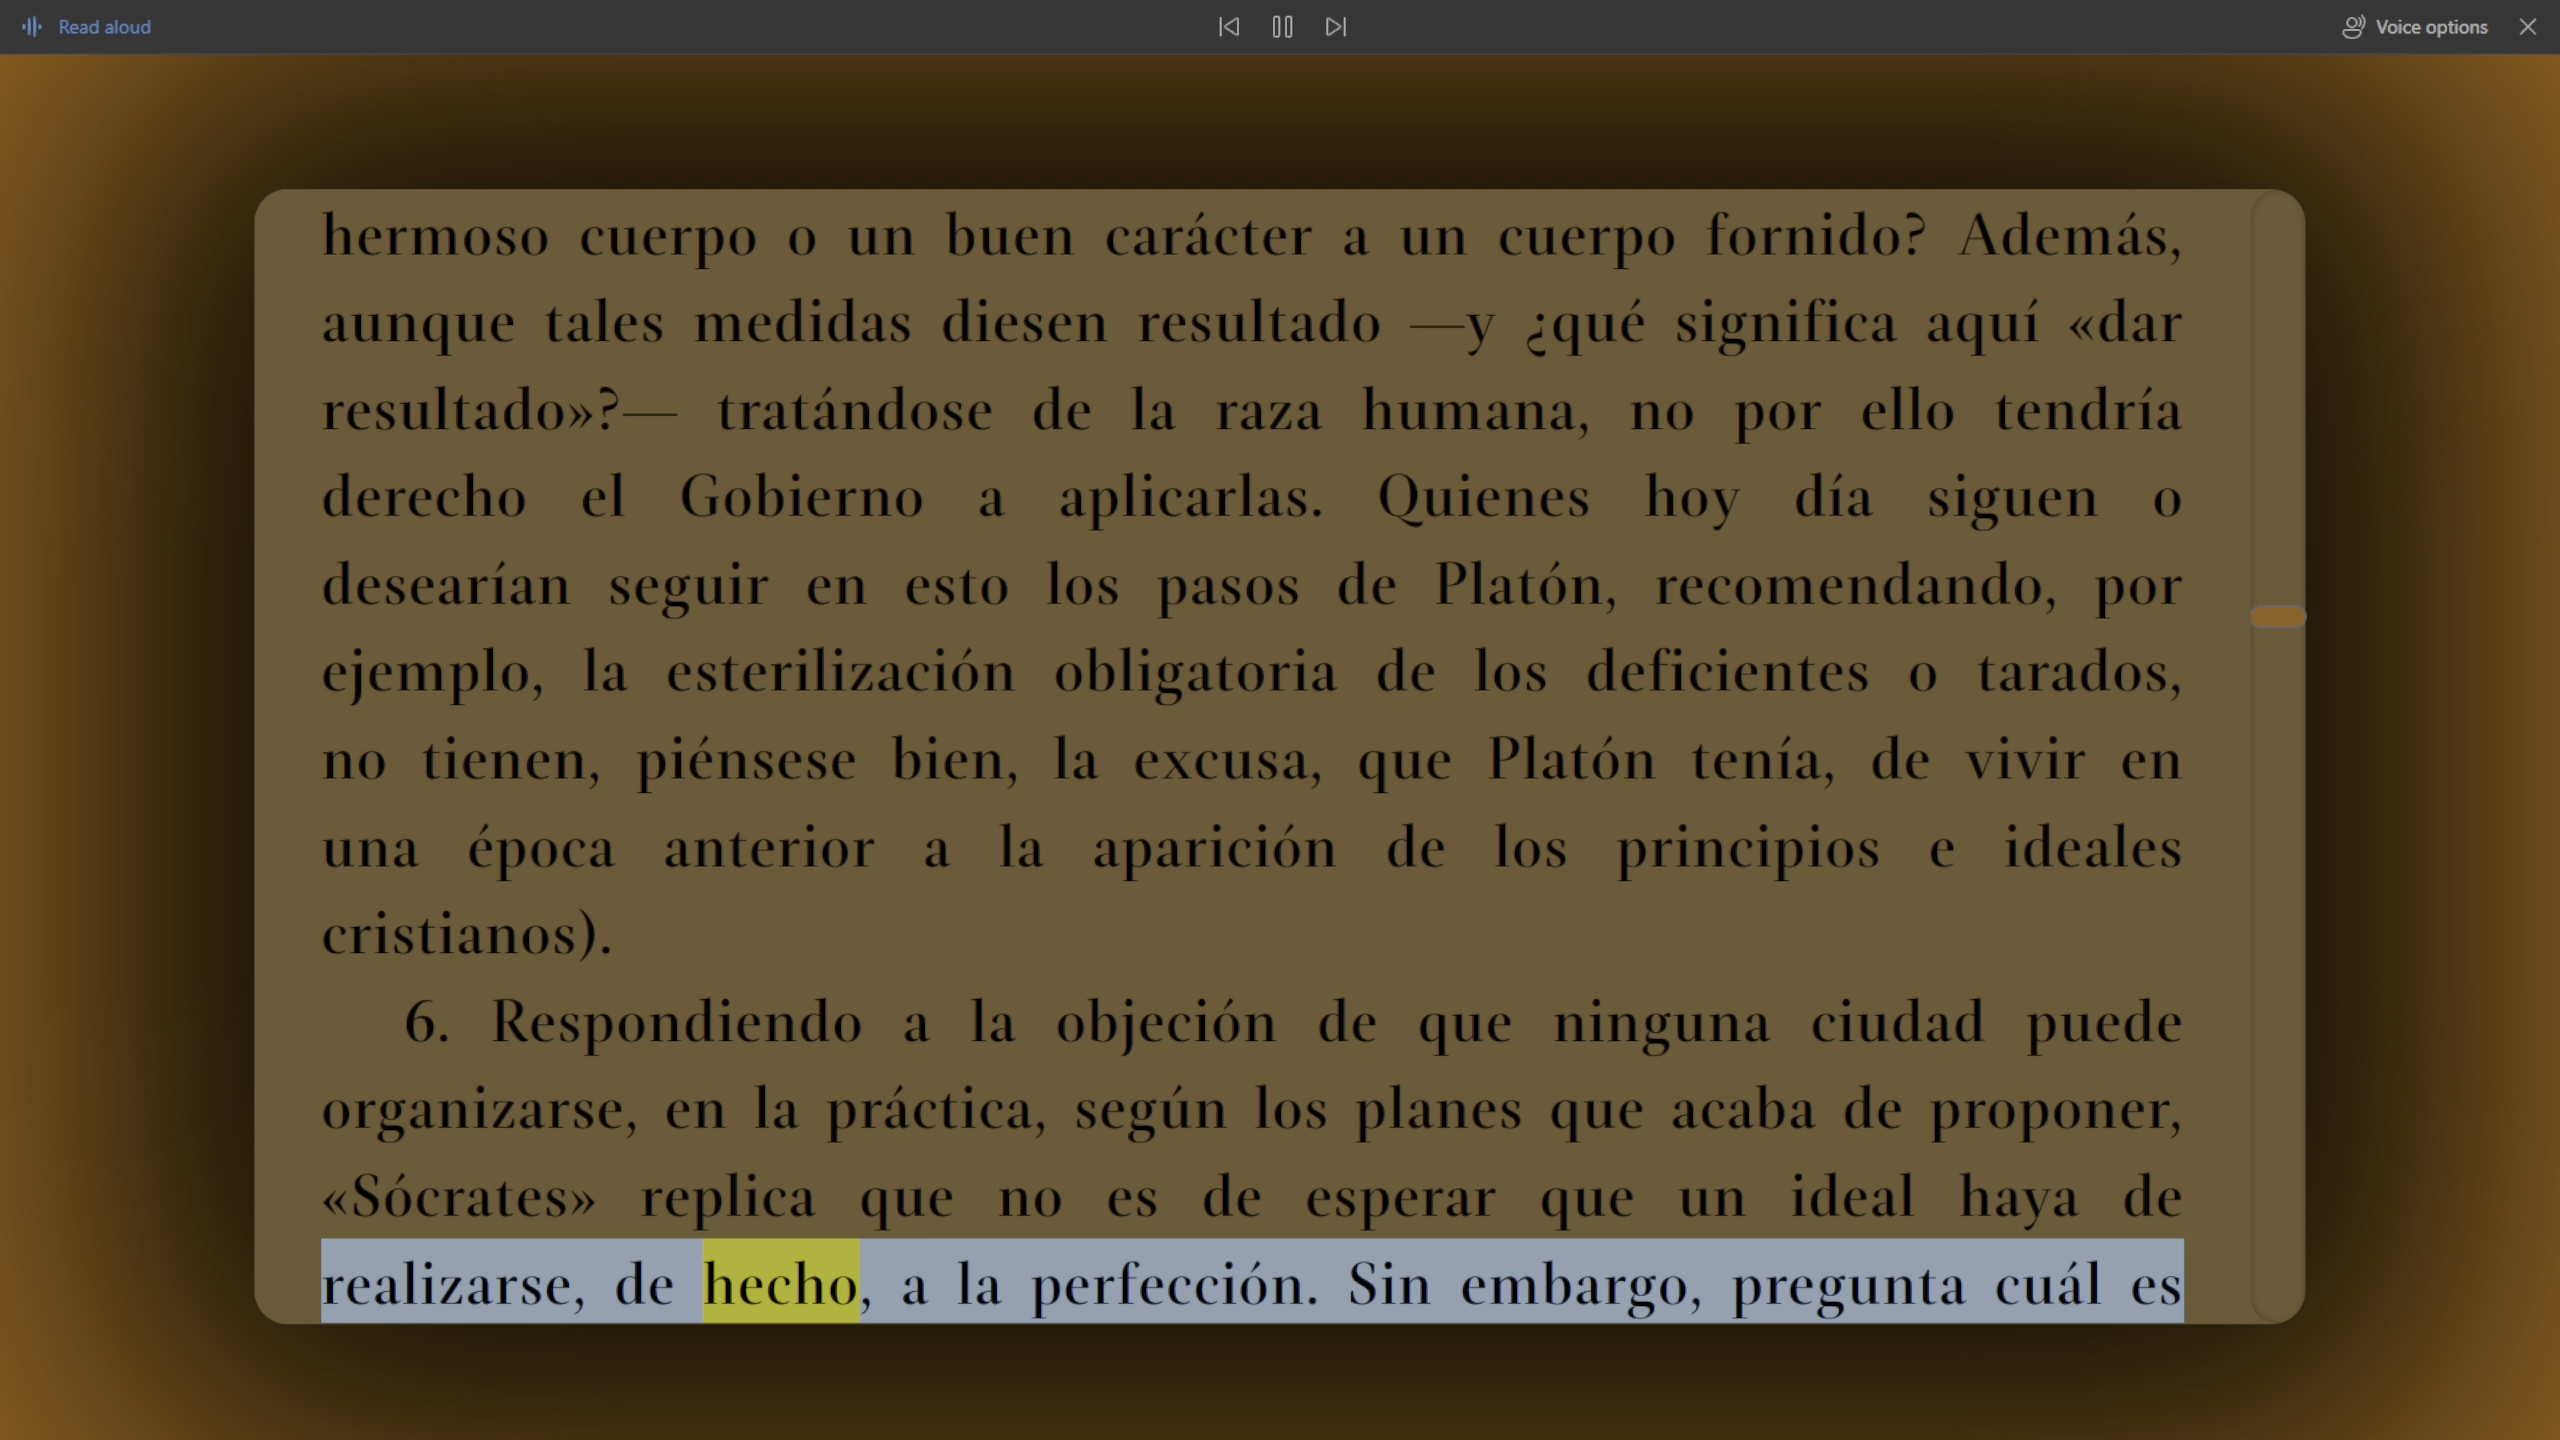 Read aloud
Voice options
hermoso cuerpo o un buen carácter a un cuerpo fornido? Además,
aunque tales medidas diesen resultado —y ¿qué significa aquí «dar
resultado»?— tratándose de la raza humana, no por ello tendría
derecho el Gobierno a aplicarlas. Quienes hoy día siguen o
desearían seguir en esto los pasos de Platón, recomendando, por
ejemplo, la esterilización obligatoria de los deficientes o tarados,
no tienen, piénsese bien, la excusa, que Platón tenía, de vivir en
una época anterior a la aparición de los principios e ideales
cristianos).
6. Respondiendo a la objeción de que ninguna ciudad puede
organizarse, en la práctica, según los planes que acaba de proponer,
«Sócrates» replica que no es de esperar que un ideal haya de
realizarse, de hecho, a la perfección. Sin embargo, pregunta cuál es